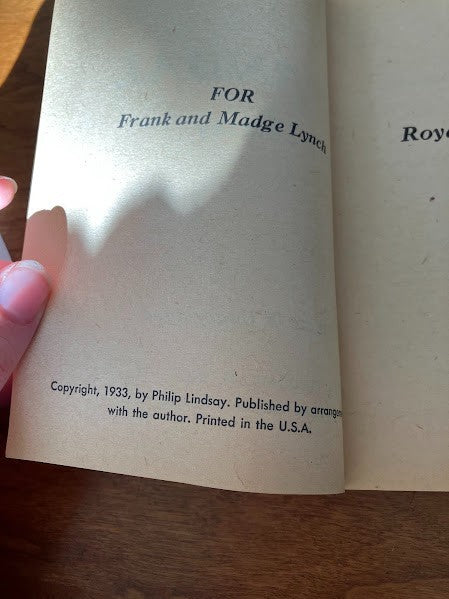 FOR
Frank and Madge Lynch
Roy
Copyright, 1933, by Philip Lindsay. Published by
with the author. Printed in the U.S.A.